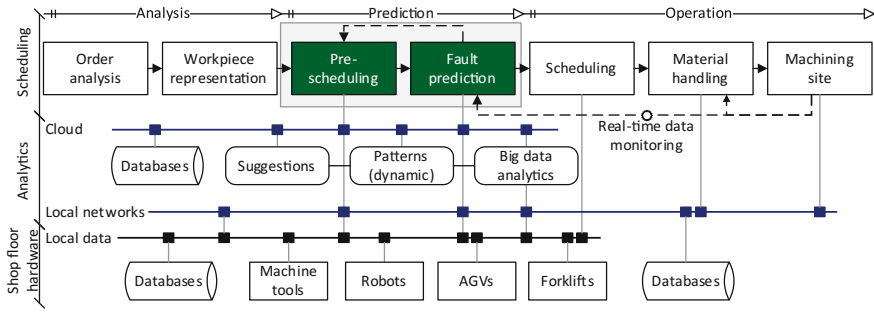 Analysis
Prediction
Operation
Scheduling
Order
analysis
Workpiece
representation
Pre-
scheduling
Fault
prediction
Scheduling
Material
handling
Machining
site
Real-time data
monitoring
Analytics
Cloud
Databases
Suggestions
Patterns
(dynamic)
Big data
analytics
Local networks
Shop floor
hardware
Local data
Databases
Machine
tools
Robots
AGVs
Forklifts
Databases